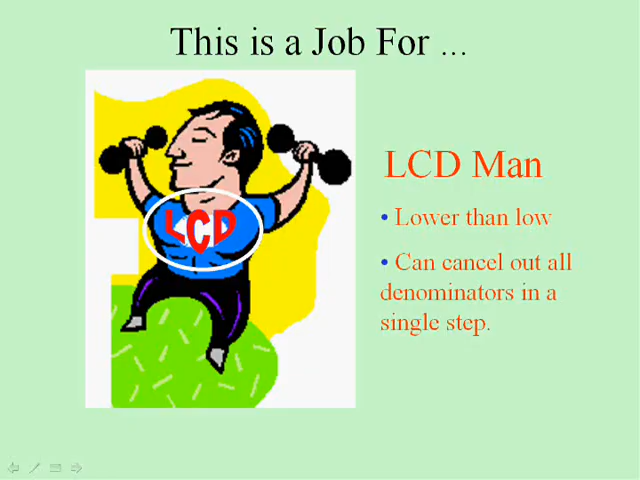 This is a Job For ...
LCD Man
LCD
• Lower than low
• Can cancel out all
denominators in a
single step.